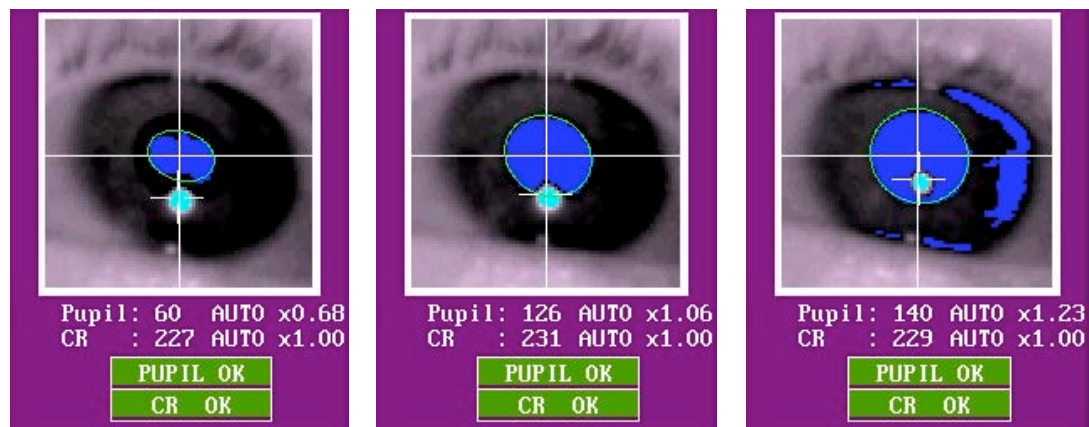 Pupil: 60 AUTO x0.68
CR : 227 AUTO x1.00
PUPIL OK
CR OK
Pupil: 126 AUTO x1.06
CR : 231 AUTO x1.00
PUPIL OK
CR OK
Pupil: 140 AUTO x1.23
CR : 229 AUTO x1.00
PUPIL OK
CR OK